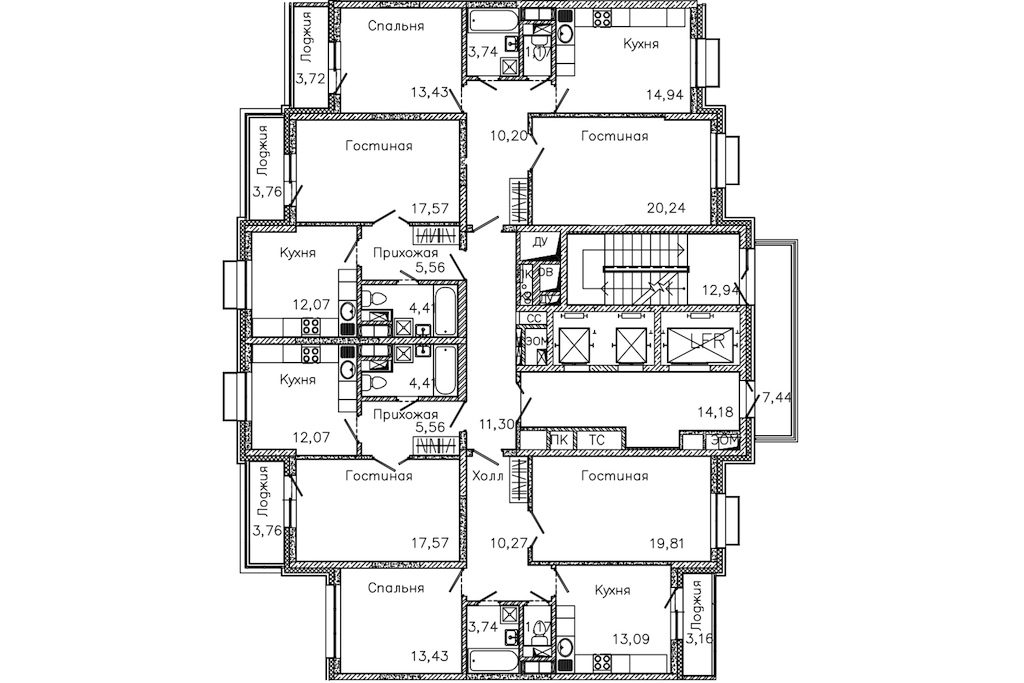 Лоджия
3,72
Спальня
13,43
3,74
1,17
Кухня
14,94
Лоджия
3,76
Гостиная
17,57
10,20
Гостиная
20,24
Кухня
12,07
Прихожая
5,56
4,41
ДУ
ПК
ОВ
12,94
СС
ЭОМ
LFR
Кухня
12,07
4,41
Прихожая
5,56
11,30
14,18
7,44
ПК
ТС
ЭОМ
Лоджия
3,76
Гостиная
17,57
Холл
10,27
Гостиная
19,81
Спальня
13,43
3,74
1,17
Кухня
13,09
Лоджия
3,16